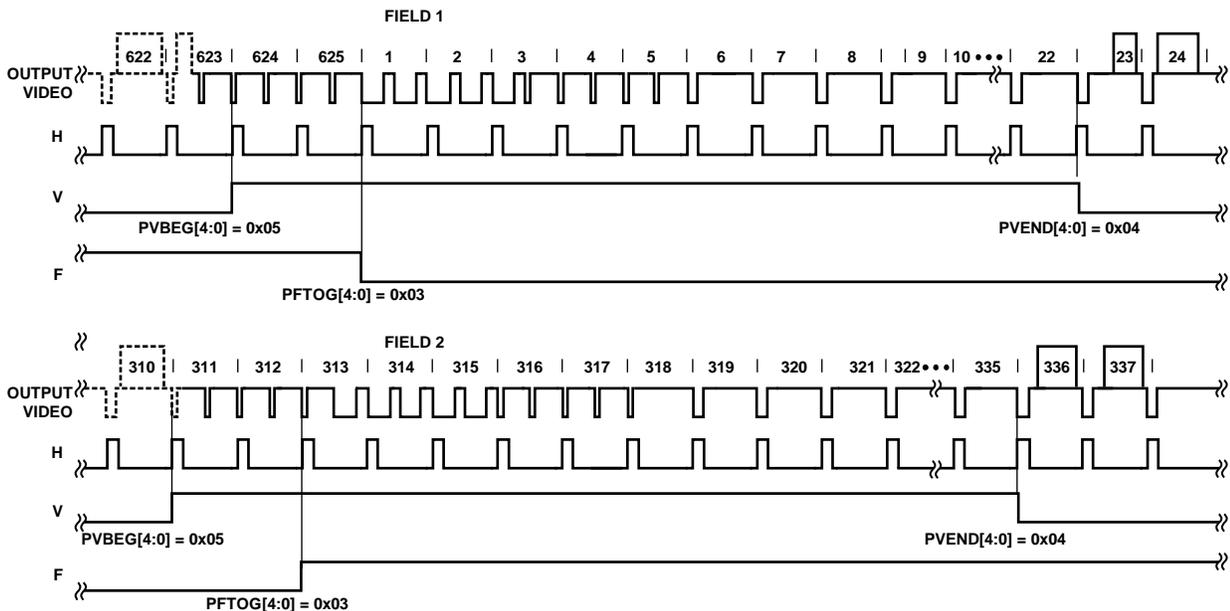 FIELD 1
622 623 624 625 1 2 3 4 5 6 7 8 9 10 ••• 22 23 24
OUTPUT
VIDEO
H
V
PVBEG[4:0] = 0x05
PVEND[4:0] = 0x04
F
PFTOG[4:0] = 0x03
FIELD 2
310 311 312 313 314 315 316 317 318 319 320 321 322 ••• 335 336 337
OUTPUT
VIDEO
H
V
PVBEG[4:0] = 0x05
PVEND[4:0] = 0x04
F
PFTOG[4:0] = 0x03